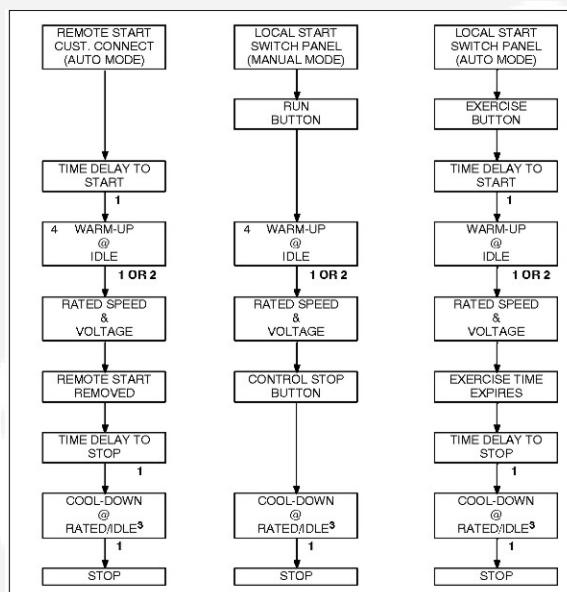 REMOTE START
CUST. CONNECT
(AUTO MODE)
TIME DELAY TO
START
1
4 WARM-UP
@
IDLE
1 OR 2
RATED SPEED
&
VOLTAGE
REMOTE START
REMOVED
TIME DELAY TO
STOP
1
COOL-DOWN
@
RATED/IDLE³
1
STOP
LOCAL START
SWITCH PANEL
(MANUAL MODE)
RUN
BUTTON
4 WARM-UP
@
IDLE
1 OR 2
RATED SPEED
&
VOLTAGE
CONTROL STOP
BUTTON
COOL-DOWN
@
RATED/IDLE³
1
STOP
LOCAL START
SWITCH PANEL
(AUTO MODE)
EXERCISE
BUTTON
TIME DELAY TO
START
1
WARM-UP
@
IDLE
1 OR 2
RATED SPEED
&
VOLTAGE
EXERCISE TIME
EXPIRES
TIME DELAY TO
STOP
1
COOL-DOWN
@
RATED/IDLE³
1
STOP